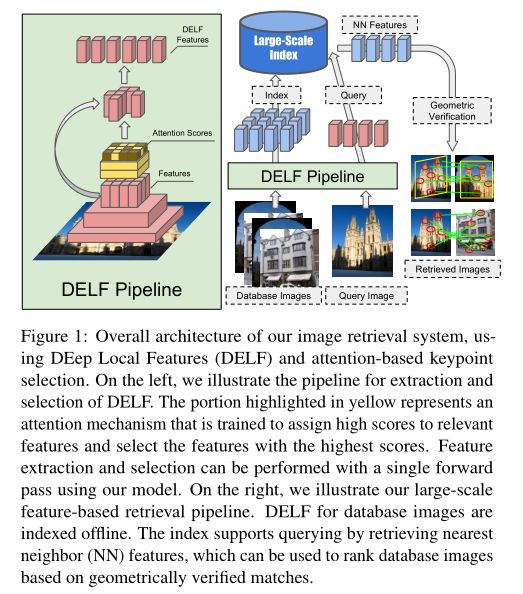 DELF
Features
Attention Scores
Features
DELF Pipeline
Large-Scale
Index
NN Features
Index
Query
Geometric
Verification
DELF Pipeline
Database Images
Query Image
Retrieved Images
Figure 1: Overall architecture of our image retrieval system, us-
ing DEep Local Features (DELF) and attention-based keypoint
selection. On the left, we illustrate the pipeline for extraction and
selection of DELF. The portion highlighted in yellow represents an
attention mechanism that is trained to assign high scores to relevant
features and select the features with the highest scores. Feature
extraction and selection can be performed with a single forward
pass using our model. On the right, we illustrate our large-scale
feature-based retrieval pipeline. DELF for database images are
indexed offline. The index supports querying by retrieving nearest
neighbor (NN) features, which can be used to rank database images
based on geometrically verified matches.